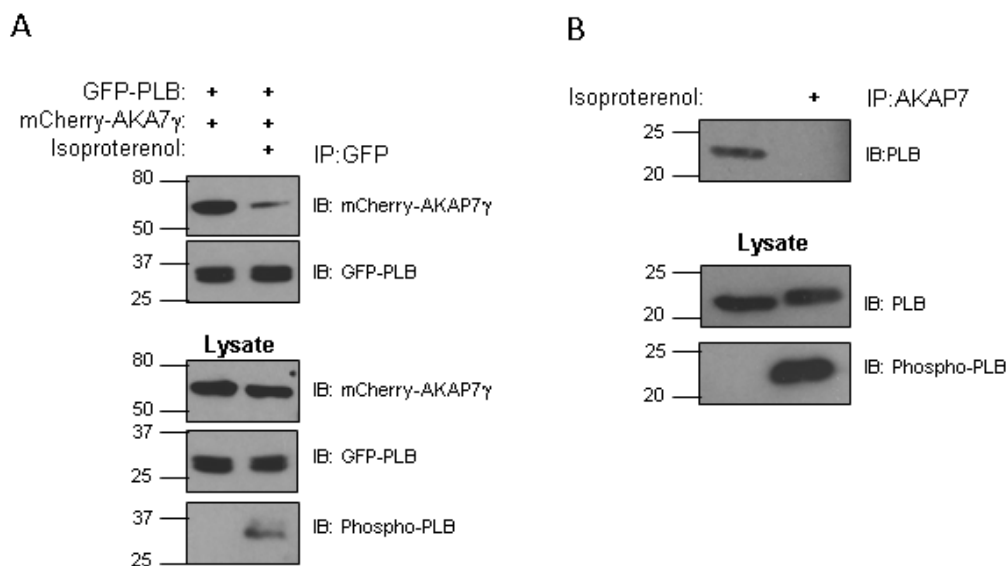 A
GFP-PLB: + +
mCherry-AKA7γ: + +
Isoproterenol: +
IP:GFP
80
50
IB: mCherry-AKAP7γ
37
25
IB: GFP-PLB
Lysate
80
50
IB: mCherry-AKAP7γ
37
25
IB: GFP-PLB
37
25
IB: Phospho-PLB
B
Isoproterenol: + IP:AKAP7
25
20
IB:PLB
Lysate
25
20
IB: PLB
25
20
IB: Phospho-PLB